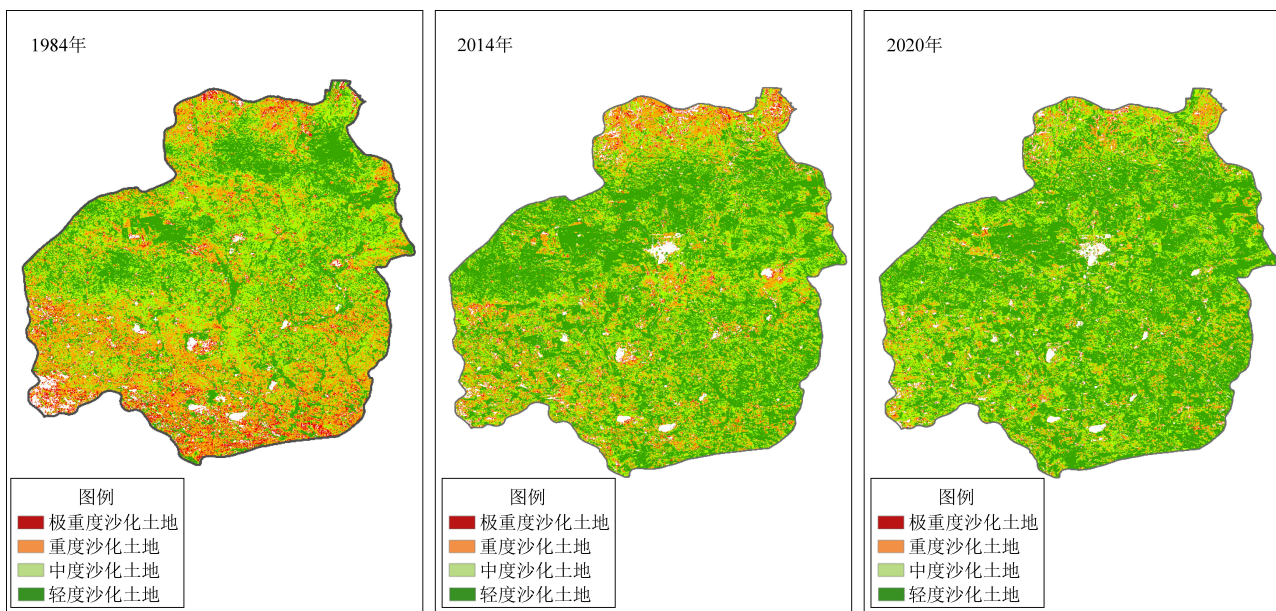 1984年
图例
极重度沙化土地
重度沙化土地
中度沙化土地
轻度沙化土地
2014年
图例
极重度沙化土地
重度沙化土地
中度沙化土地
轻度沙化土地
2020年
图例
极重度沙化土地
重度沙化土地
中度沙化土地
轻度沙化土地